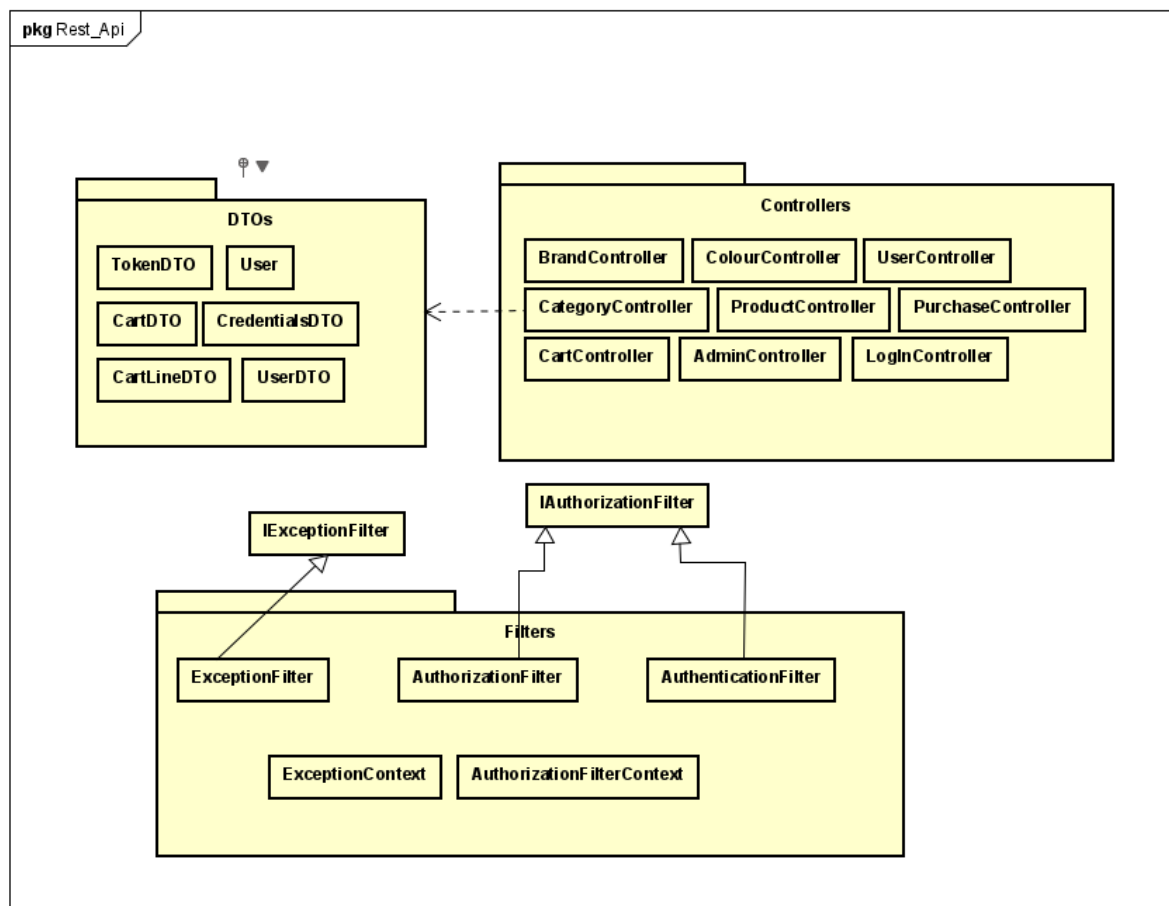 pkg Rest_Api
DTOs
TokenDTO
User
CartDTO
CredentialsDTO
CartLineDTO
UserDTO
Controllers
BrandController
ColourController
UserController
CategoryController
ProductController
PurchaseController
CartController
AdminController
LogInController
IExceptionFilter
IAuthorizationFilter
Filters
ExceptionFilter
AuthorizationFilter
AuthenticationFilter
ExceptionContext
AuthorizationFilterContext